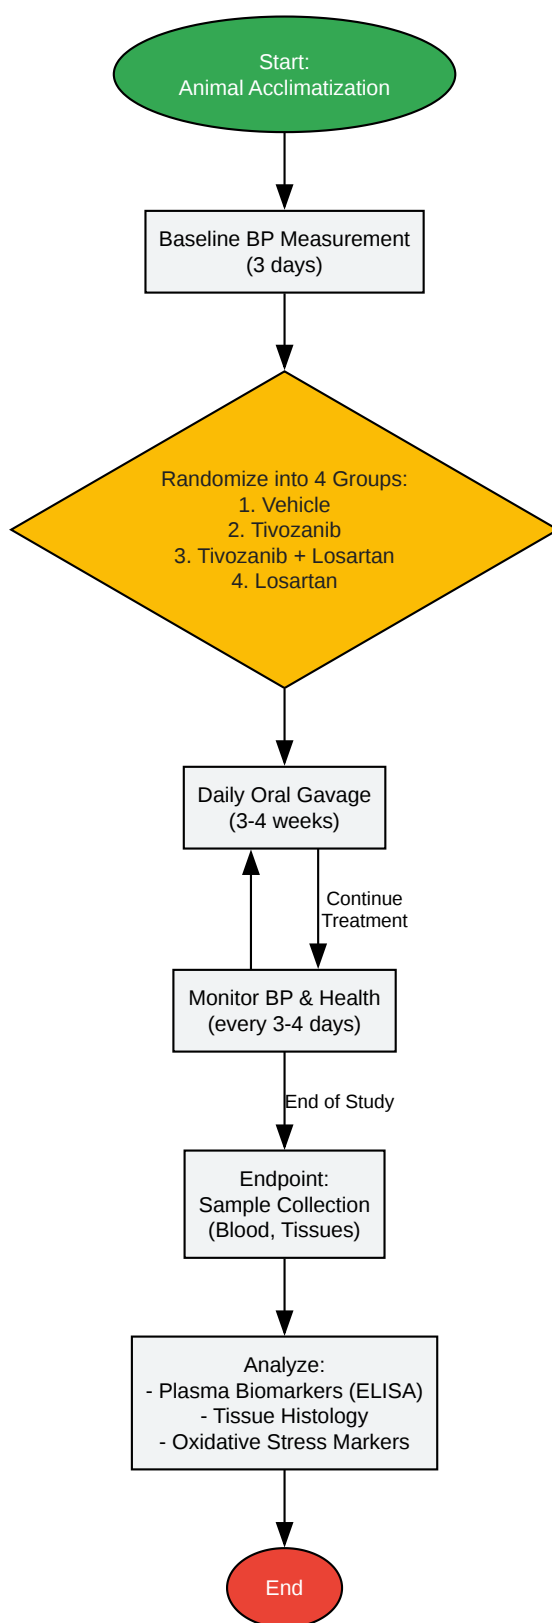 Start:
Animal Acclimatization
Baseline BP Measurement
(3 days)
Randomize into 4 Groups:
1. Vehicle
2. Tivozanib
3. Tivozanib + Losartan
4. Losartan
Daily Oral Gavage
(3-4 weeks)
Continue
Treatment
Monitor BP & Health
(every 3-4 days)
End of Study
Endpoint:
Sample Collection
(Blood, Tissues)
Analyze:
- Plasma Biomarkers (ELISA)
- Tissue Histology
- Oxidative Stress Markers
End